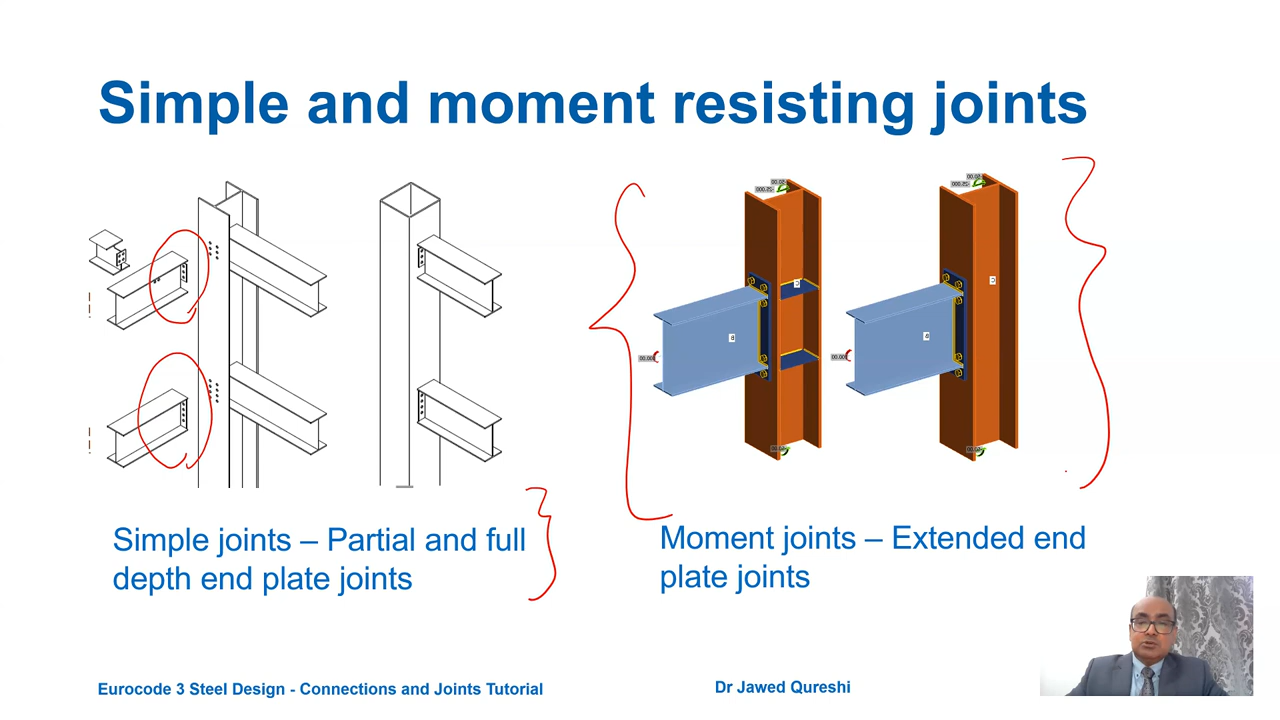 Simple and moment resisting joints
Simple joints – Partial and full
depth end plate joints
Moment joints – Extended end
plate joints
Eurocode 3 Steel Design - Connections and Joints Tutorial
Dr Jawed Qureshi